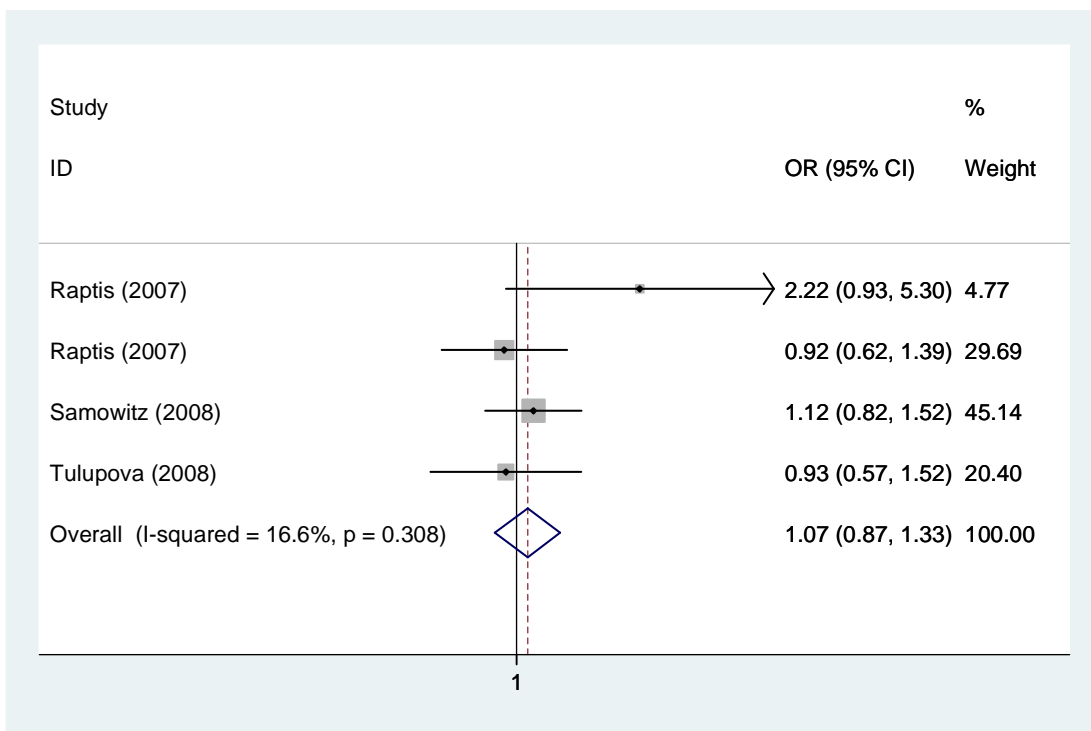 Study %
ID OR (95% CI) Weight
Raptis (2007) 2.22 (0.93, 5.30) 4.77
Raptis (2007) 0.92 (0.62, 1.39) 29.69
Samowitz (2008) 1.12 (0.82, 1.52) 45.14
Tulupova (2008) 0.93 (0.57, 1.52) 20.40
Overall (I-squared = 16.6%, p = 0.308) 1.07 (0.87, 1.33) 100.00
1